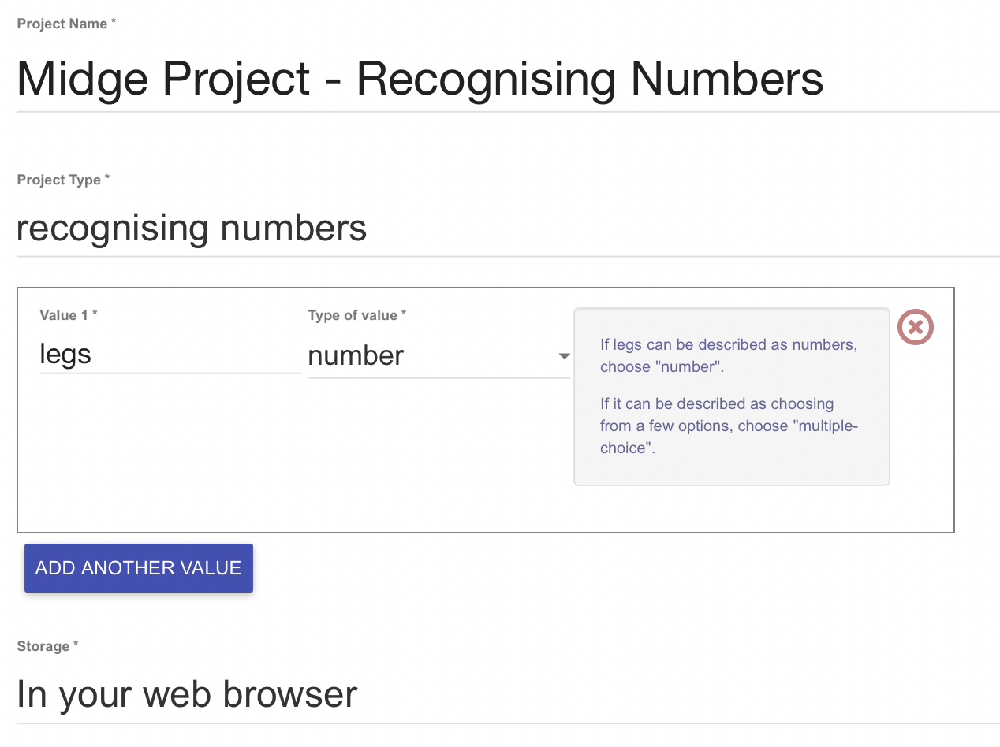 Project Name *
Midge Project - Recognising Numbers
Project Type *
recognising numbers
Value 1 *
legs
Type of value *
number
If legs can be described as numbers,
choose "number".
If it can be described as choosing
from a few options, choose "multiple-
choice".
ADD ANOTHER VALUE
Storage *
In your web browser